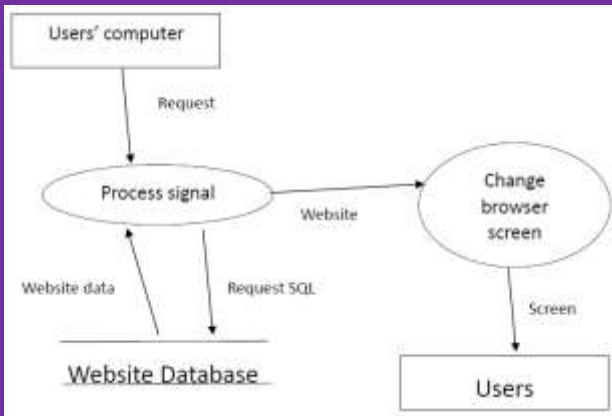 Users' computer
Request
Process signal
Change
browser
screen
Website
Website data
Request SQL
Screen
Website Database
Users